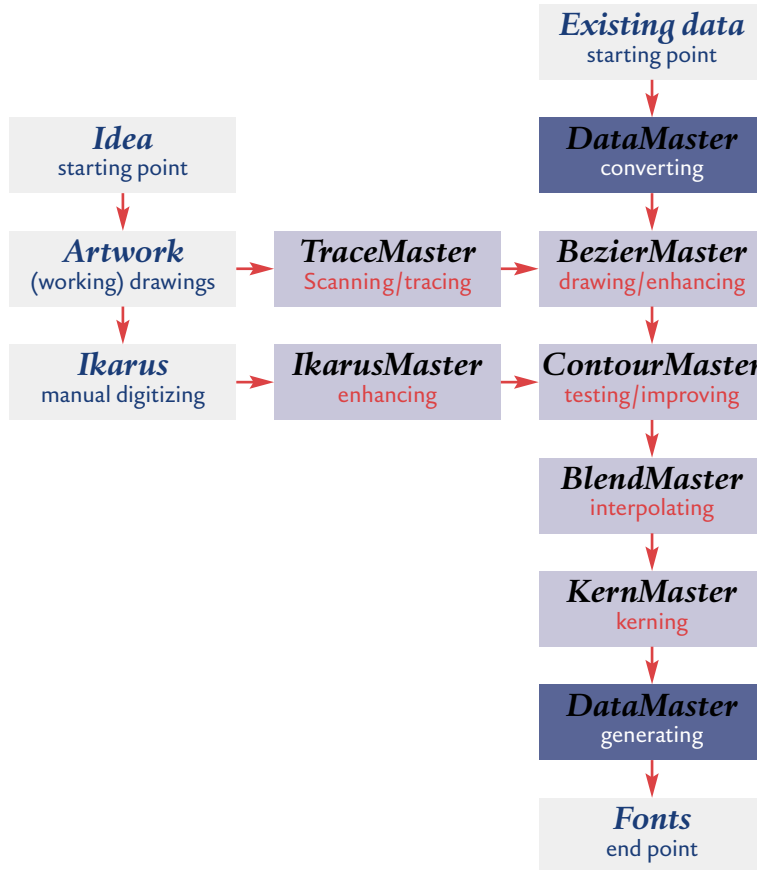 Existing data
starting point
Idea
starting point
DataMaster
converting
Artwork
(working) drawings
TraceMaster
Scanning/tracing
BezierMaster
drawing/enhancing
Ikarus
manual digitizing
IkarusMaster
enhancing
ContourMaster
testing/improving
BlendMaster
interpolating
KernMaster
kerning
DataMaster
generating
Fonts
end point